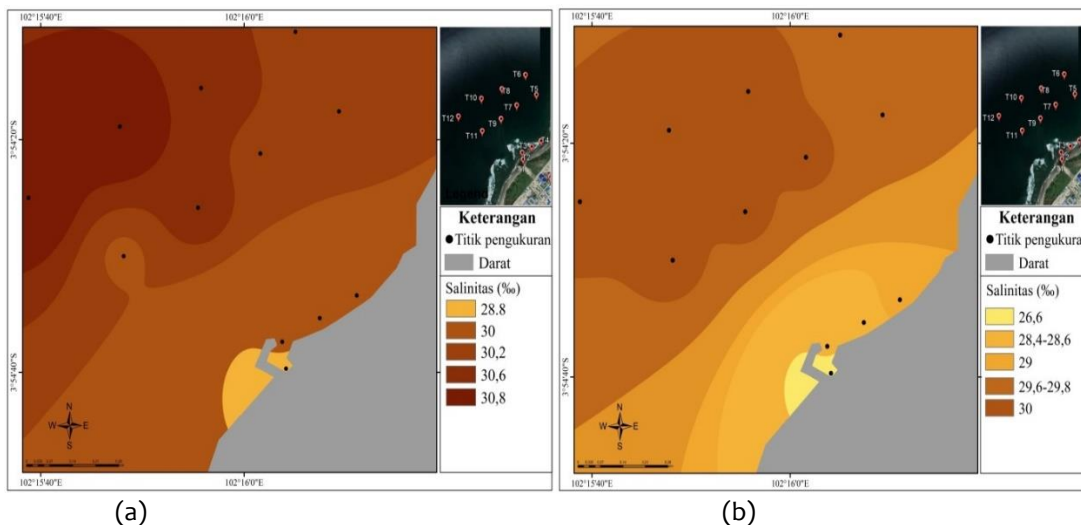 102°15'40"E
102°16'0"E
3°54'20"S
3°54'40"S
N
W E
S
102°15'40"E
102°16'0"E
T6
T8
T5
T10
T7
T12
T9
T11
Keterangan
Titik pengukuran
Darat
Salinitas (‰)
28.8
30
30,2
30,6
30,8
(a)
102°15'40"E
102°16'0"E
3°54'20"S
3°54'40"S
N
W E
S
102°15'40"E
102°16'0"E
T6
T8
T5
T10
T7
T12
T9
T11
Keterangan
Titik pengukuran
Darat
Salinitas (‰)
26,6
28,4-28,6
29
29,6-29,8
30
(b)